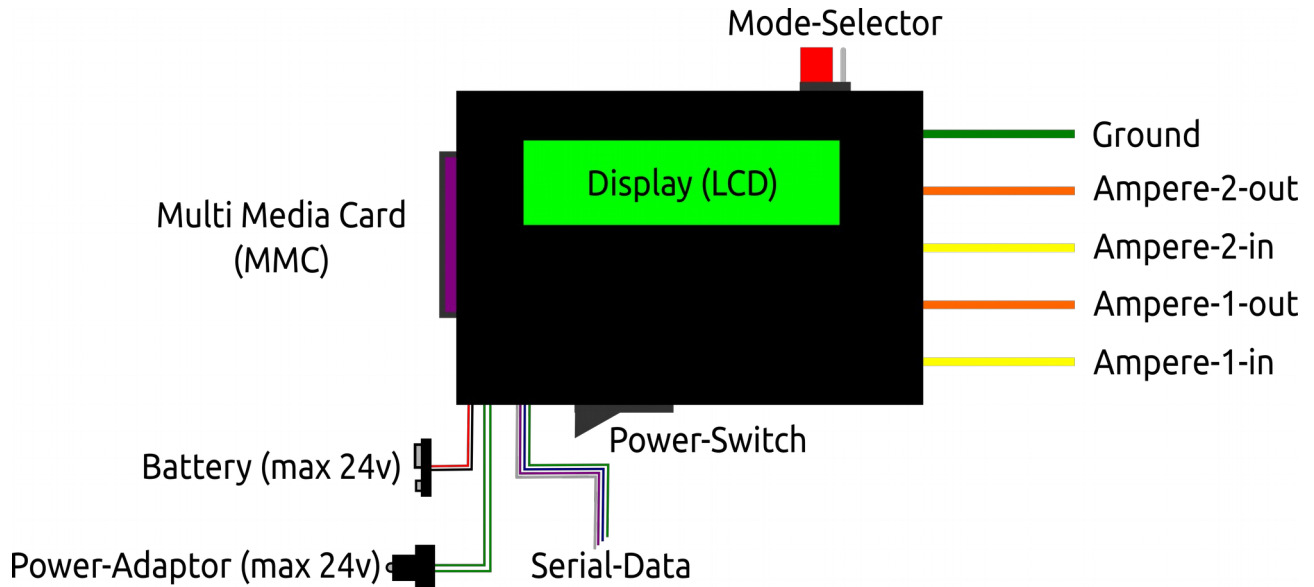 Mode-Selector
Ground
Display (LCD)
Ampere-2-out
Multi Media Card
(MMC)
Ampere-2-in
Ampere-1-out
Ampere-1-in
Power-Switch
Battery (max 24v)
Power-Adaptor (max 24v)
Serial-Data